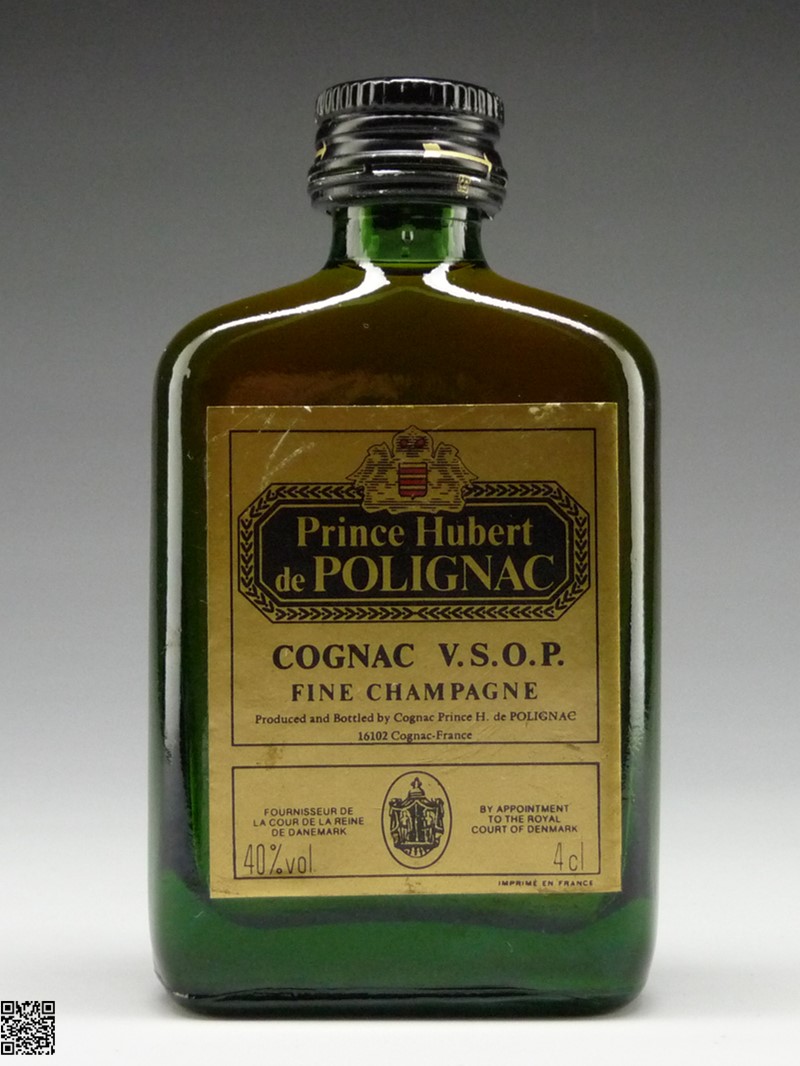 Prince Hubert
de POLIGNAC
COGNAC V.S.O.P.
FINE CHAMPAGNE
Produced and Bottled by Cognac Prince H. de POLIGNAC
16102 Cognac-France
FOURNISSEUR DE
LA COUR DE LA REINE
DE DANEMARK
BY APPOINTMENT
TO THE ROYAL
COURT OF DENMARK
40%vol
4cl
IMPRIMÉ EN FRANCE